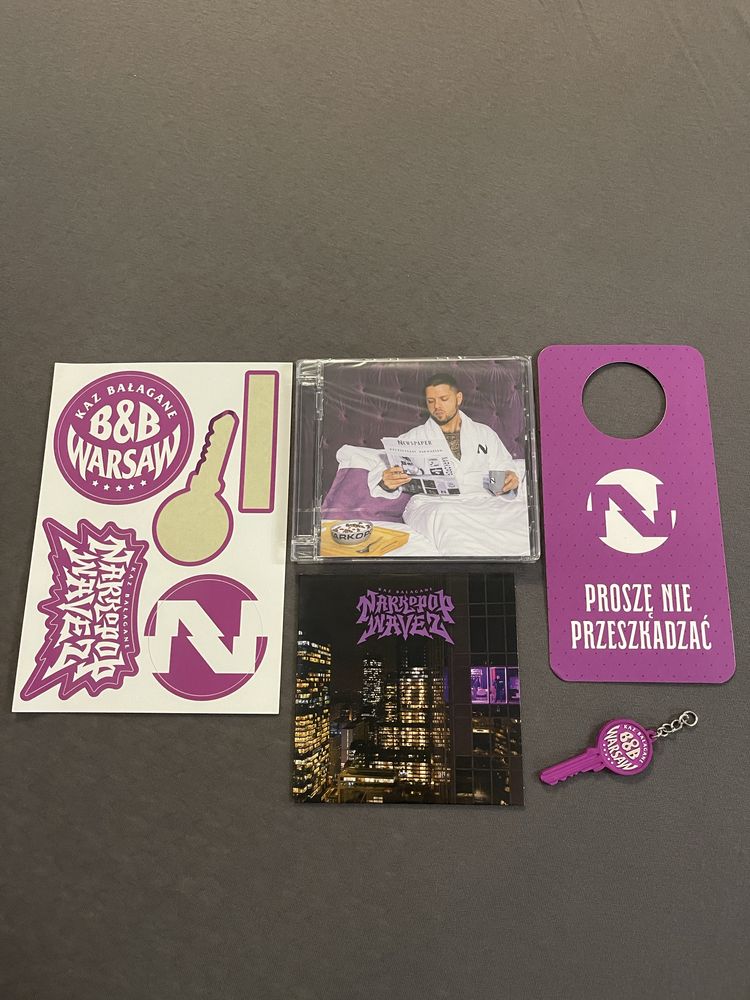 KAZ BAŁAGANE
B&B
WARSAW
NARKOPOP
WAVEZ
KAZ BAŁAGANE
N
NEWSPAPER
N
ARKOP
KAZ BAŁAGANE
NARKOPOP
WAVEZ
N
PROSZĘ NIE
PRZESZKADZAĆ
KAZ BAŁAGANE
B&B
WARSAW